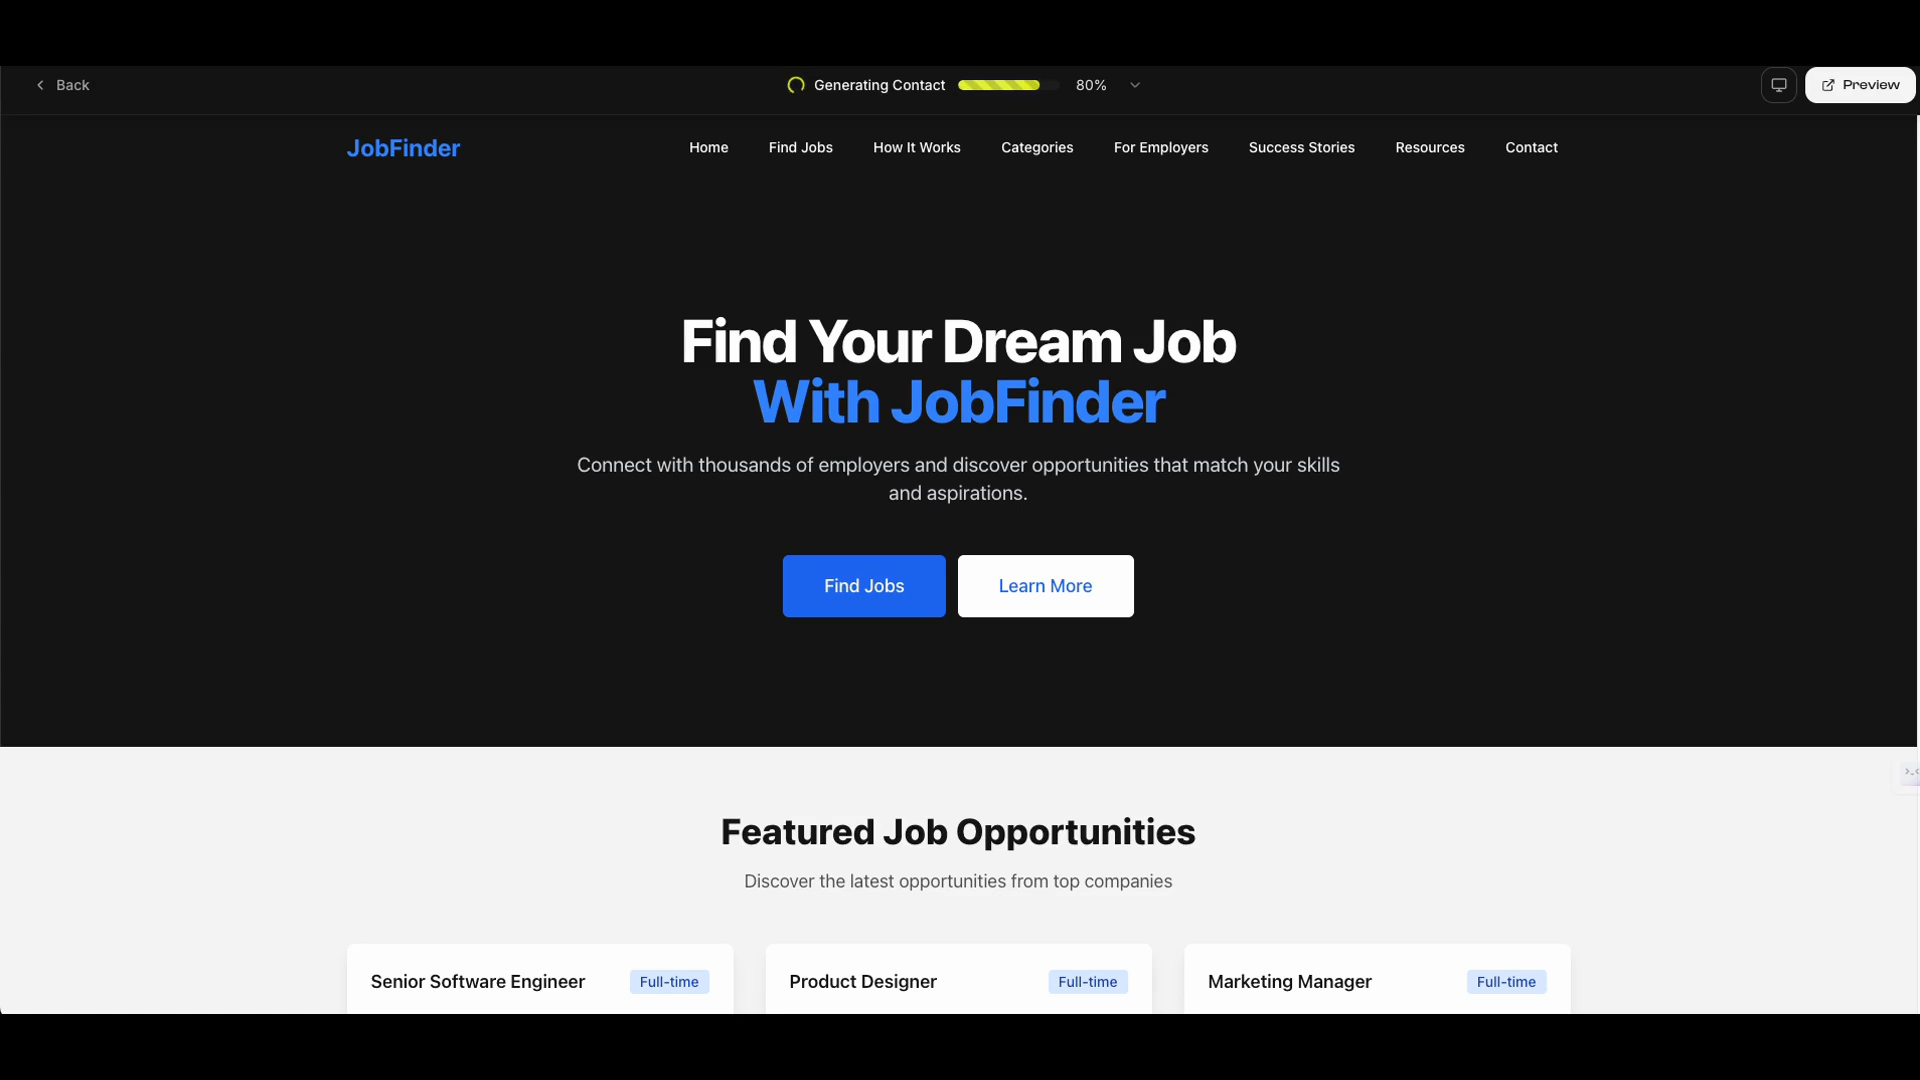 Back
Generating Contact 80%
Preview
JobFinder
Home Find Jobs How It Works Categories For Employers Success Stories Resources Contact
Find Your Dream Job
With JobFinder
Connect with thousands of employers and discover opportunities that match your skills
and aspirations.
Find Jobs Learn More
Featured Job Opportunities
Discover the latest opportunities from top companies
Senior Software Engineer Full-time
Product Designer Full-time
Marketing Manager Full-time